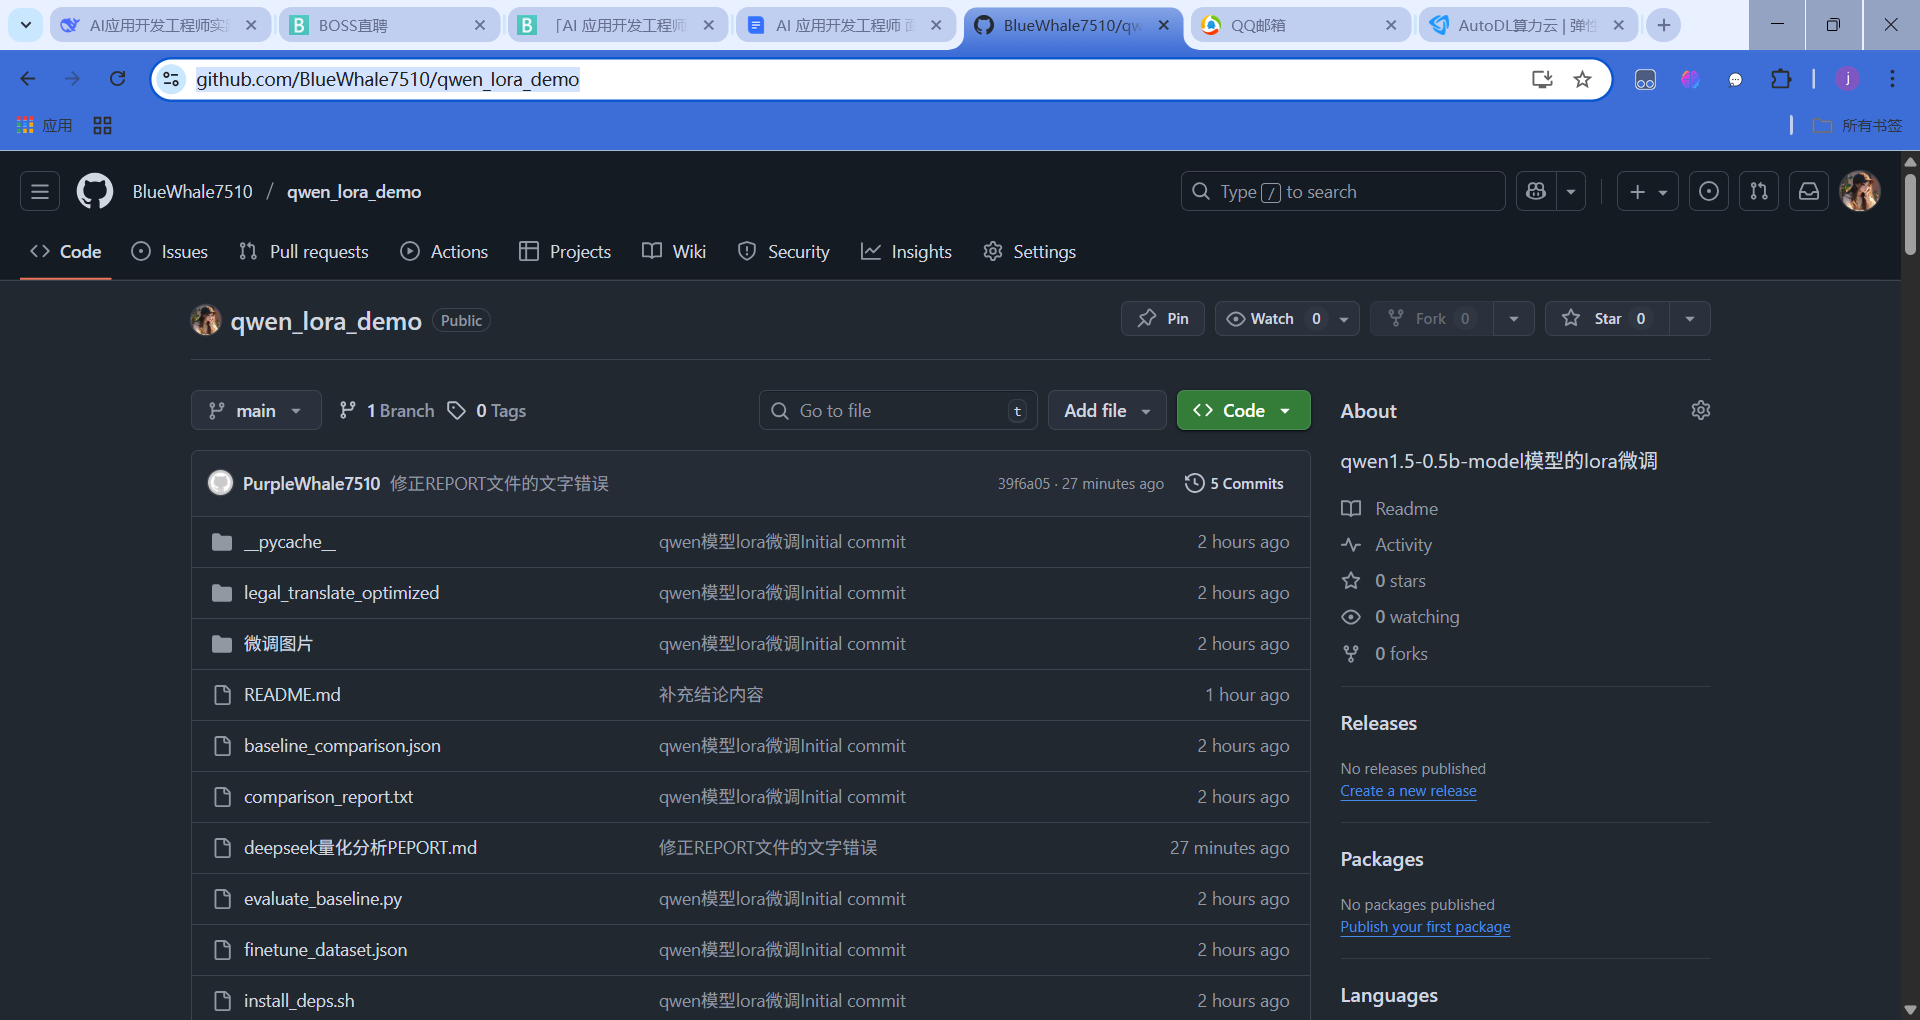 AI应用开发工程师实
BOSS直聘
「AI 应用开发工程师
AI 应用开发工程师 面
BlueWhale7510/qw
QQ邮箱
AutoDL算力云 | 弹性
github.com/BlueWhale7510/qwen_lora_demo
j
应用
所有书签
BlueWhale7510 / qwen_lora_demo
Type / to search
Code
Issues
Pull requests
Actions
Projects
Wiki
Security
Insights
Settings
qwen_lora_demo
Public
Pin
Watch 0
Fork 0
Star 0
main
1 Branch
0 Tags
Go to file
t
Add file
Code
About
qwen1.5-0.5b-model模型的lora微调
PurpleWhale7510 修正REPORT文件的文字错误 39f6a05 · 27 minutes ago 5 Commits
__pycache__ qwen模型lora微调Initial commit 2 hours ago
legal_translate_optimized qwen模型lora微调Initial commit 2 hours ago
微调图片 qwen模型lora微调Initial commit 2 hours ago
README.md 补充结论内容 1 hour ago
baseline_comparison.json qwen模型lora微调Initial commit 2 hours ago
comparison_report.txt qwen模型lora微调Initial commit 2 hours ago
deepseek量化分析PEPORT.md 修正REPORT文件的文字错误 27 minutes ago
evaluate_baseline.py qwen模型lora微调Initial commit 2 hours ago
finetune_dataset.json qwen模型lora微调Initial commit 2 hours ago
install_deps.sh qwen模型lora微调Initial commit 2 hours ago
Readme
Activity
0 stars
0 watching
0 forks
Releases
No releases published
Create a new release
Packages
No packages published
Publish your first package
Languages